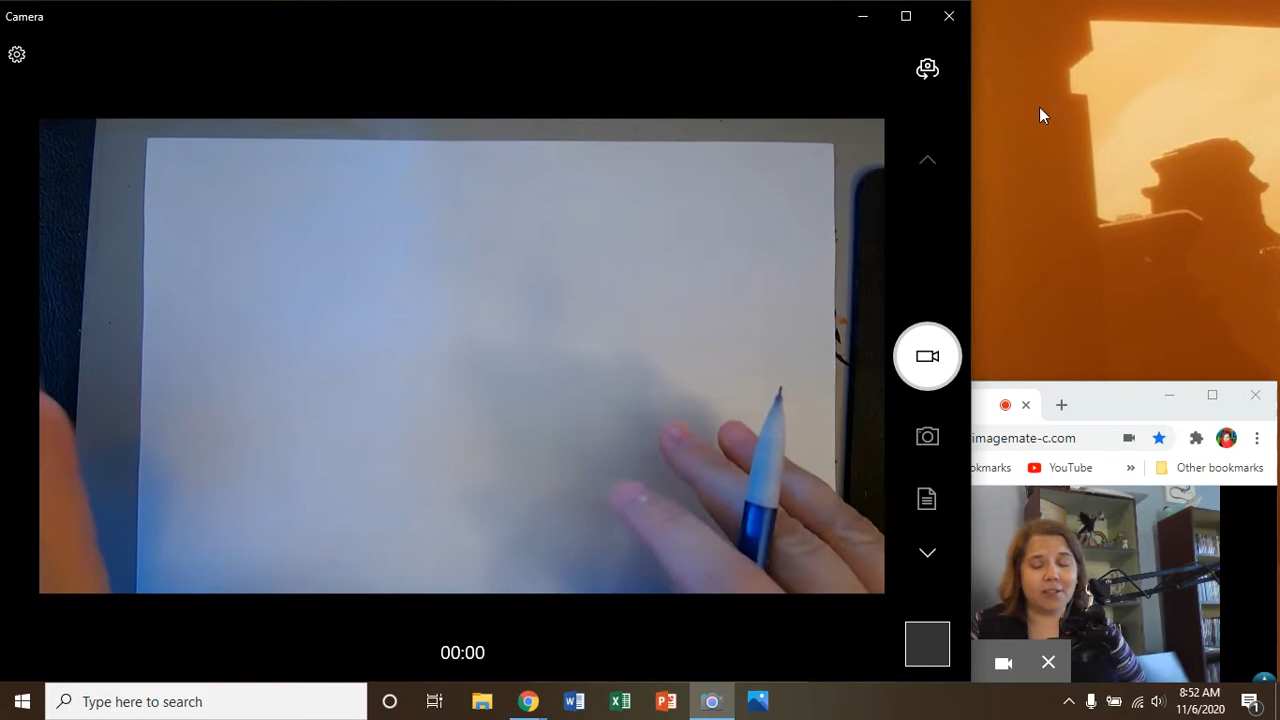 Camera
imagemate-c.com
okmarks
YouTube
»
Other bookmarks
00:00
Type here to search
8:52 AM
11/6/2020